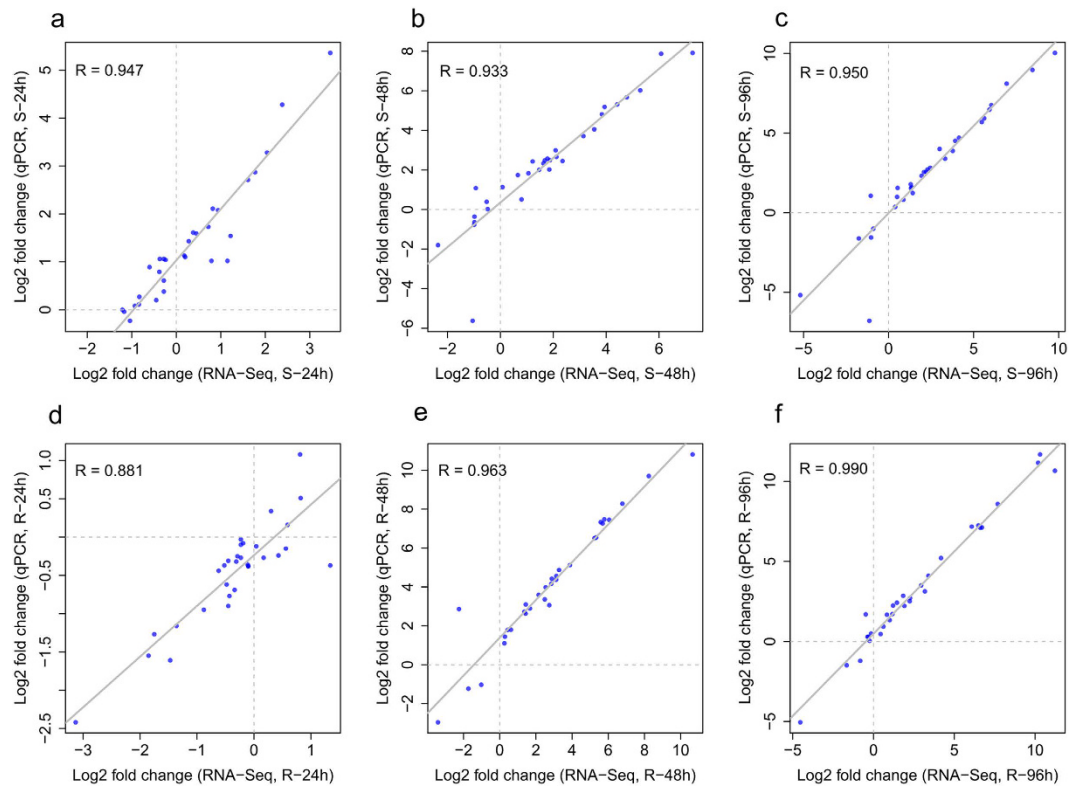 a
R = 0.947
Log2 fold change (qPCR, S−24h)
5
4
3
2
1
0
−2 −1 0 1 2 3
Log2 fold change (RNA−Seq, S−24h)
b
R = 0.933
Log2 fold change (qPCR, S−48h)
8
6
4
2
0
−2
−4
−6
−2 0 2 4 6
Log2 fold change (RNA−Seq, S−48h)
c
R = 0.950
Log2 fold change (qPCR, S−96h)
10
5
0
−5
−5 0 5 10
Log2 fold change (RNA−Seq, S−96h)
d
R = 0.881
Log2 fold change (qPCR, R−24h)
1.0
0.5
−0.5
−1.5
−2.5
−3 −2 −1 0 1
Log2 fold change (RNA−Seq, R−24h)
e
R = 0.963
Log2 fold change (qPCR, R−48h)
10
8
6
4
2
0
−2
−2 0 2 4 6 8 10
Log2 fold change (RNA−Seq, R−48h)
f
R = 0.990
Log2 fold change (qPCR, R−96h)
10
5
0
−5
−5 0 5 10
Log2 fold change (RNA−Seq, R−96h)